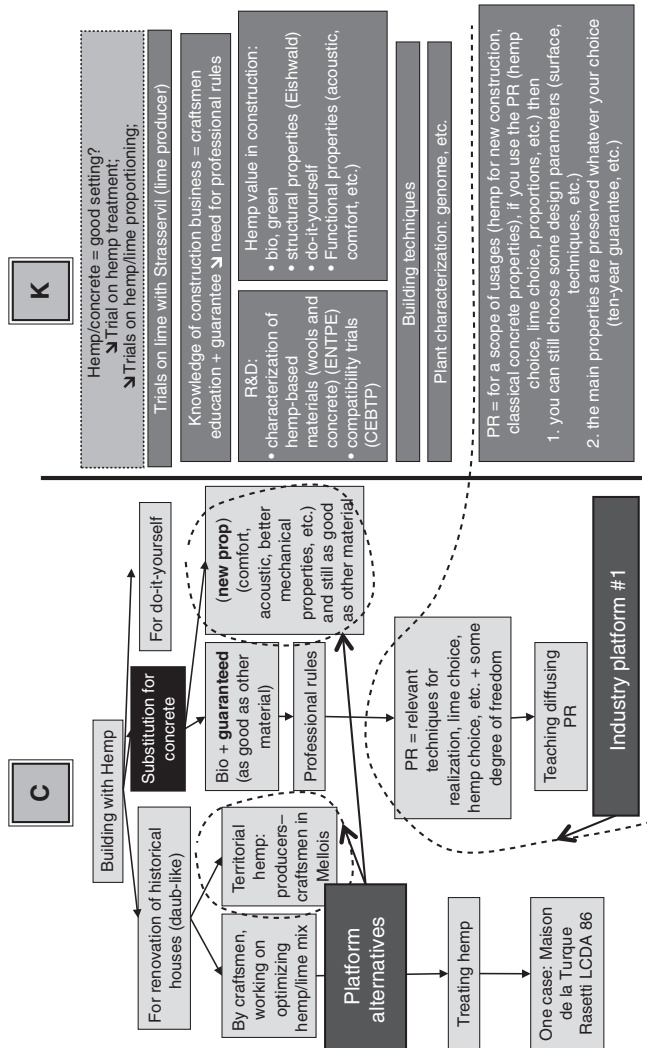 C
Building with Hemp
For renovation of historical
houses (daub-like)
Substitution for
concrete
For do-it-yourself
By craftsmen,
working on
optimizing
hemp/lime mix
Territorial
hemp:
producers–
craftsmen in
Mellois
Bio + guaranteed
(as good as other
material)
(new prop)
(comfort,
acoustic, better
mechanical
properties, etc.)
and still as good
as other material
Professional rules
Platform
alternatives
PR = relevant
techniques for
realization, lime choice,
hemp choice, etc. + some
degree of freedom
Treating hemp
Teaching diffusing
PR
One case: Maison
de la Turque
Rasetti LCDA 86
Industry platform #1
K
Hemp/concrete = good setting?
↘Trial on hemp treatment;
↘Trials on hemp/lime proportioning;
Trials on lime with Strasservil (lime producer)
Knowledge of construction business = craftsmen
education + guarantee ↘ need for professional rules
R&D:
• characterization of
hemp-based
materials (wools and
concrete) (ENTPE)
• compatibility trials
(CEBTP)
Hemp value in construction:
• bio, green
• structural properties (Eishwald)
• do-it-yourself
• Functional properties (acoustic,
comfort, etc.)
Building techniques
Plant characterization: genome, etc.
PR = for a scope of usages (hemp for new construction,
classical concrete properties), if you use the PR (hemp
choice, lime choice, proportions, etc.) then
1. you can still choose some design parameters (surface,
techniques, etc.)
2. the main properties are preserved whatever your choice
(ten-year guarantee, etc.)